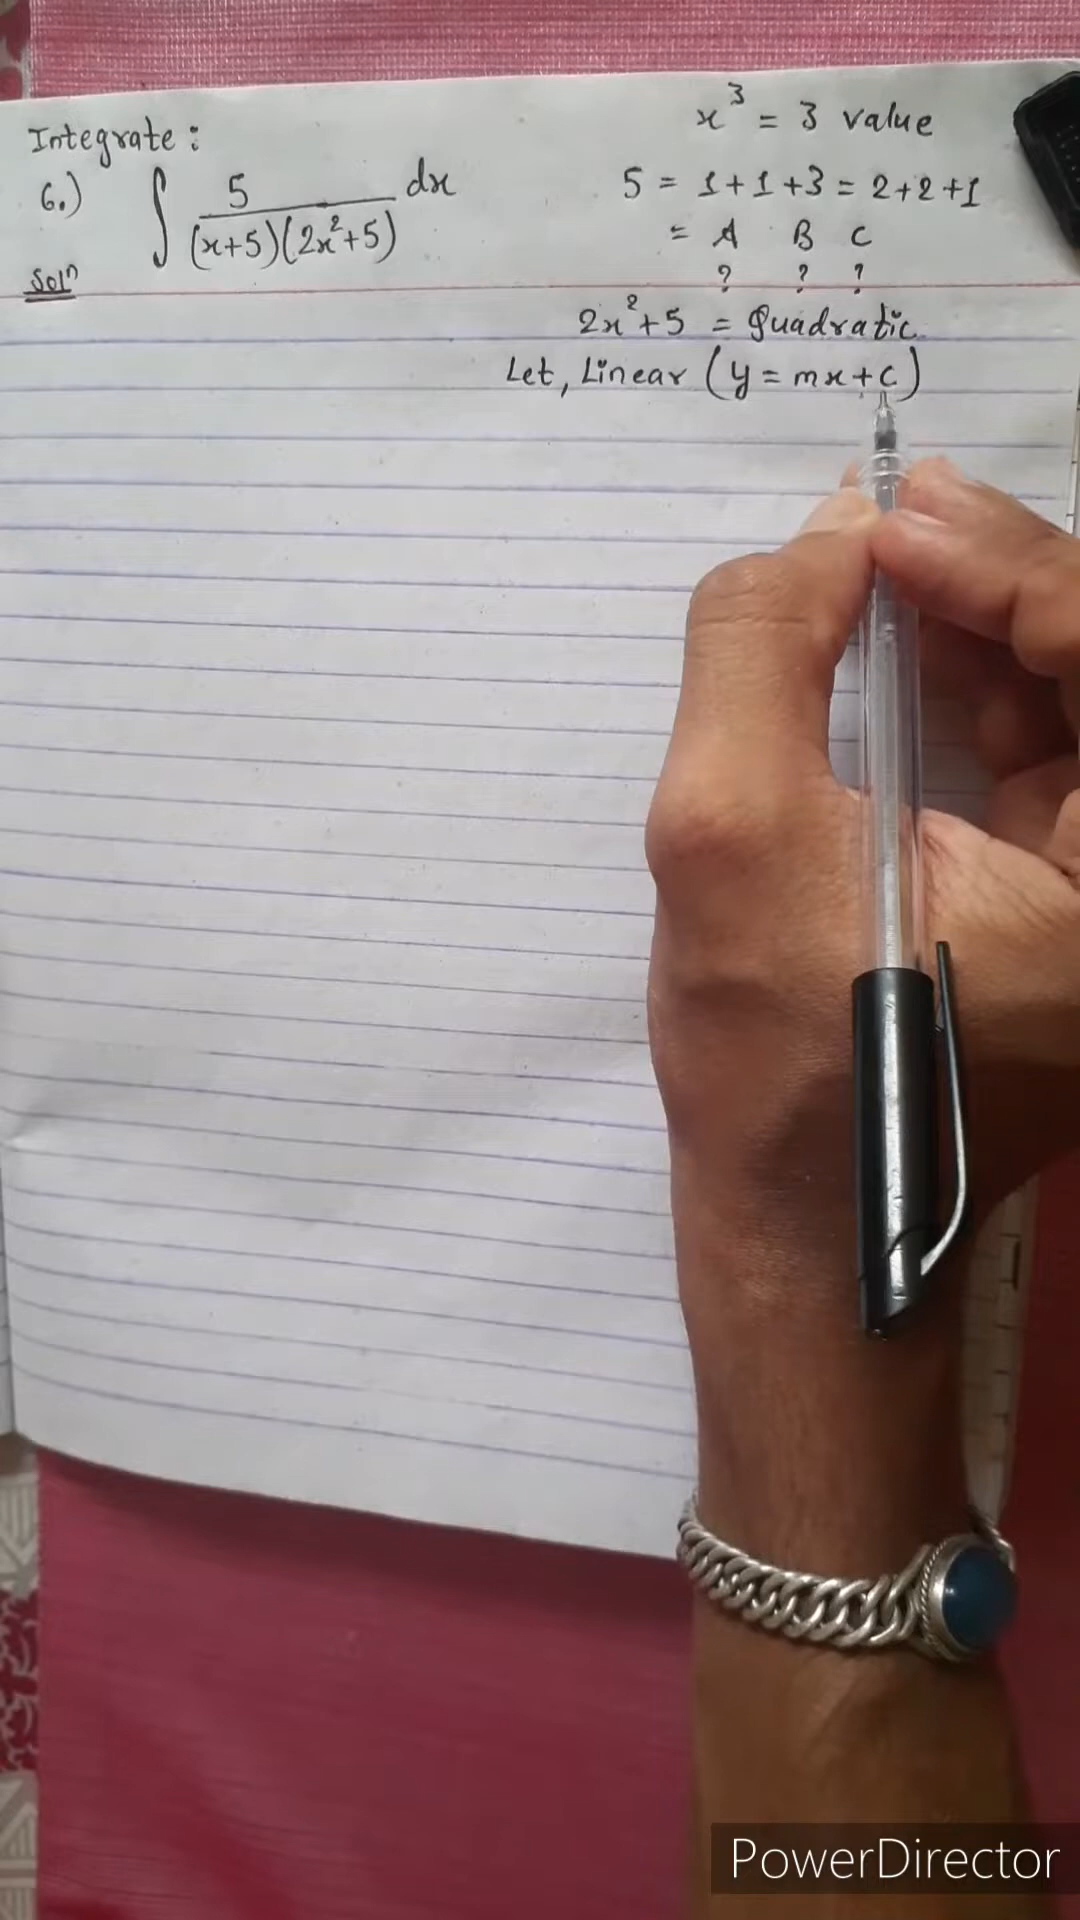 Integrate :
6.) ∫ 5/(x+5)(2x²+5) dx
Solⁿ
x³ = 3 value
5 = 1+1+3 = 2+2+1
= A B C
? ? ?
2x²+5 = Quadratic
Let, Linear (y = mx+c)
PowerDirector